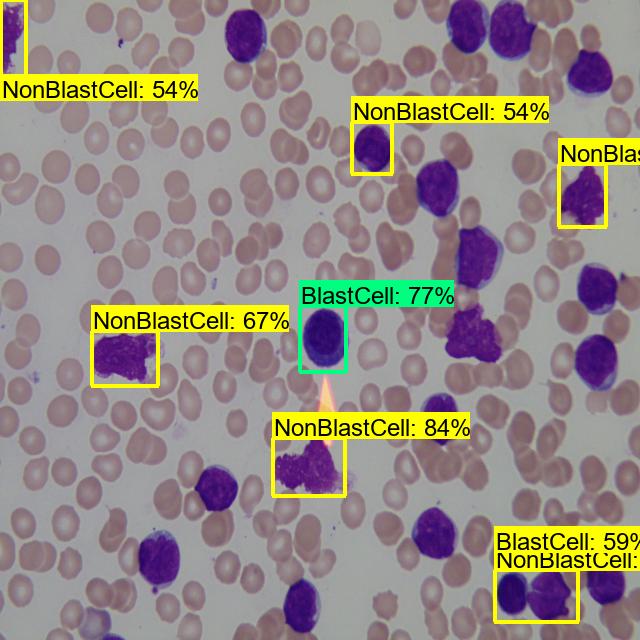 NonBlastCell: 54%
NonBlastCell: 54%
NonBlas
BlastCell: 77%
NonBlastCell: 67%
NonBlastCell: 84%
BlastCell: 59%
NonBlastCell: